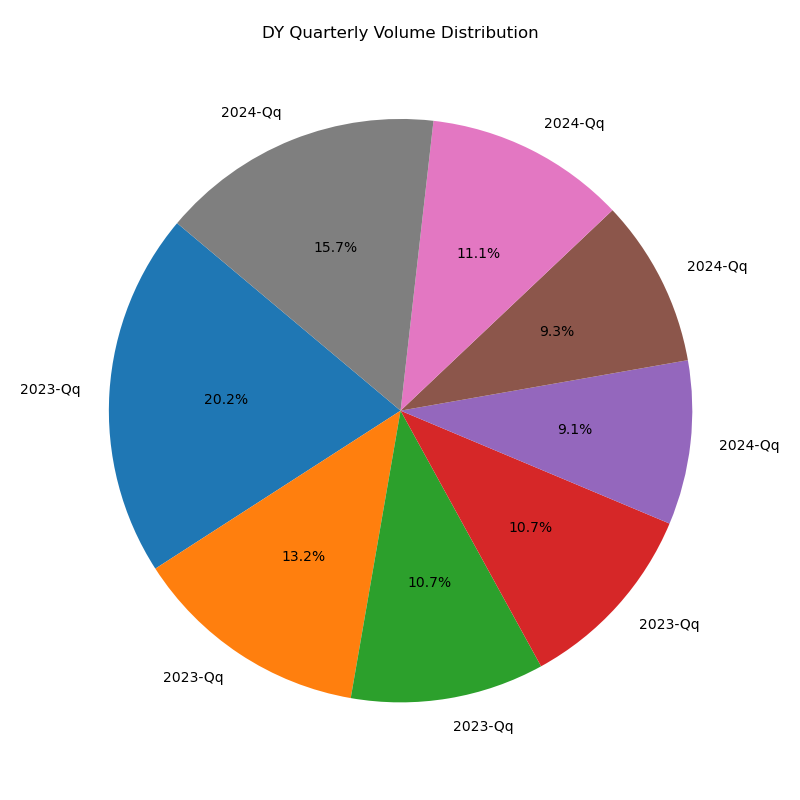 DY Quarterly Volume Distribution
2024-Qq
2024-Qq
15.7%
11.1%
2024-Qq
9.3%
2023-Qq
20.2%
9.1%
2024-Qq
13.2%
10.7%
10.7%
2023-Qq
2023-Qq
2023-Qq